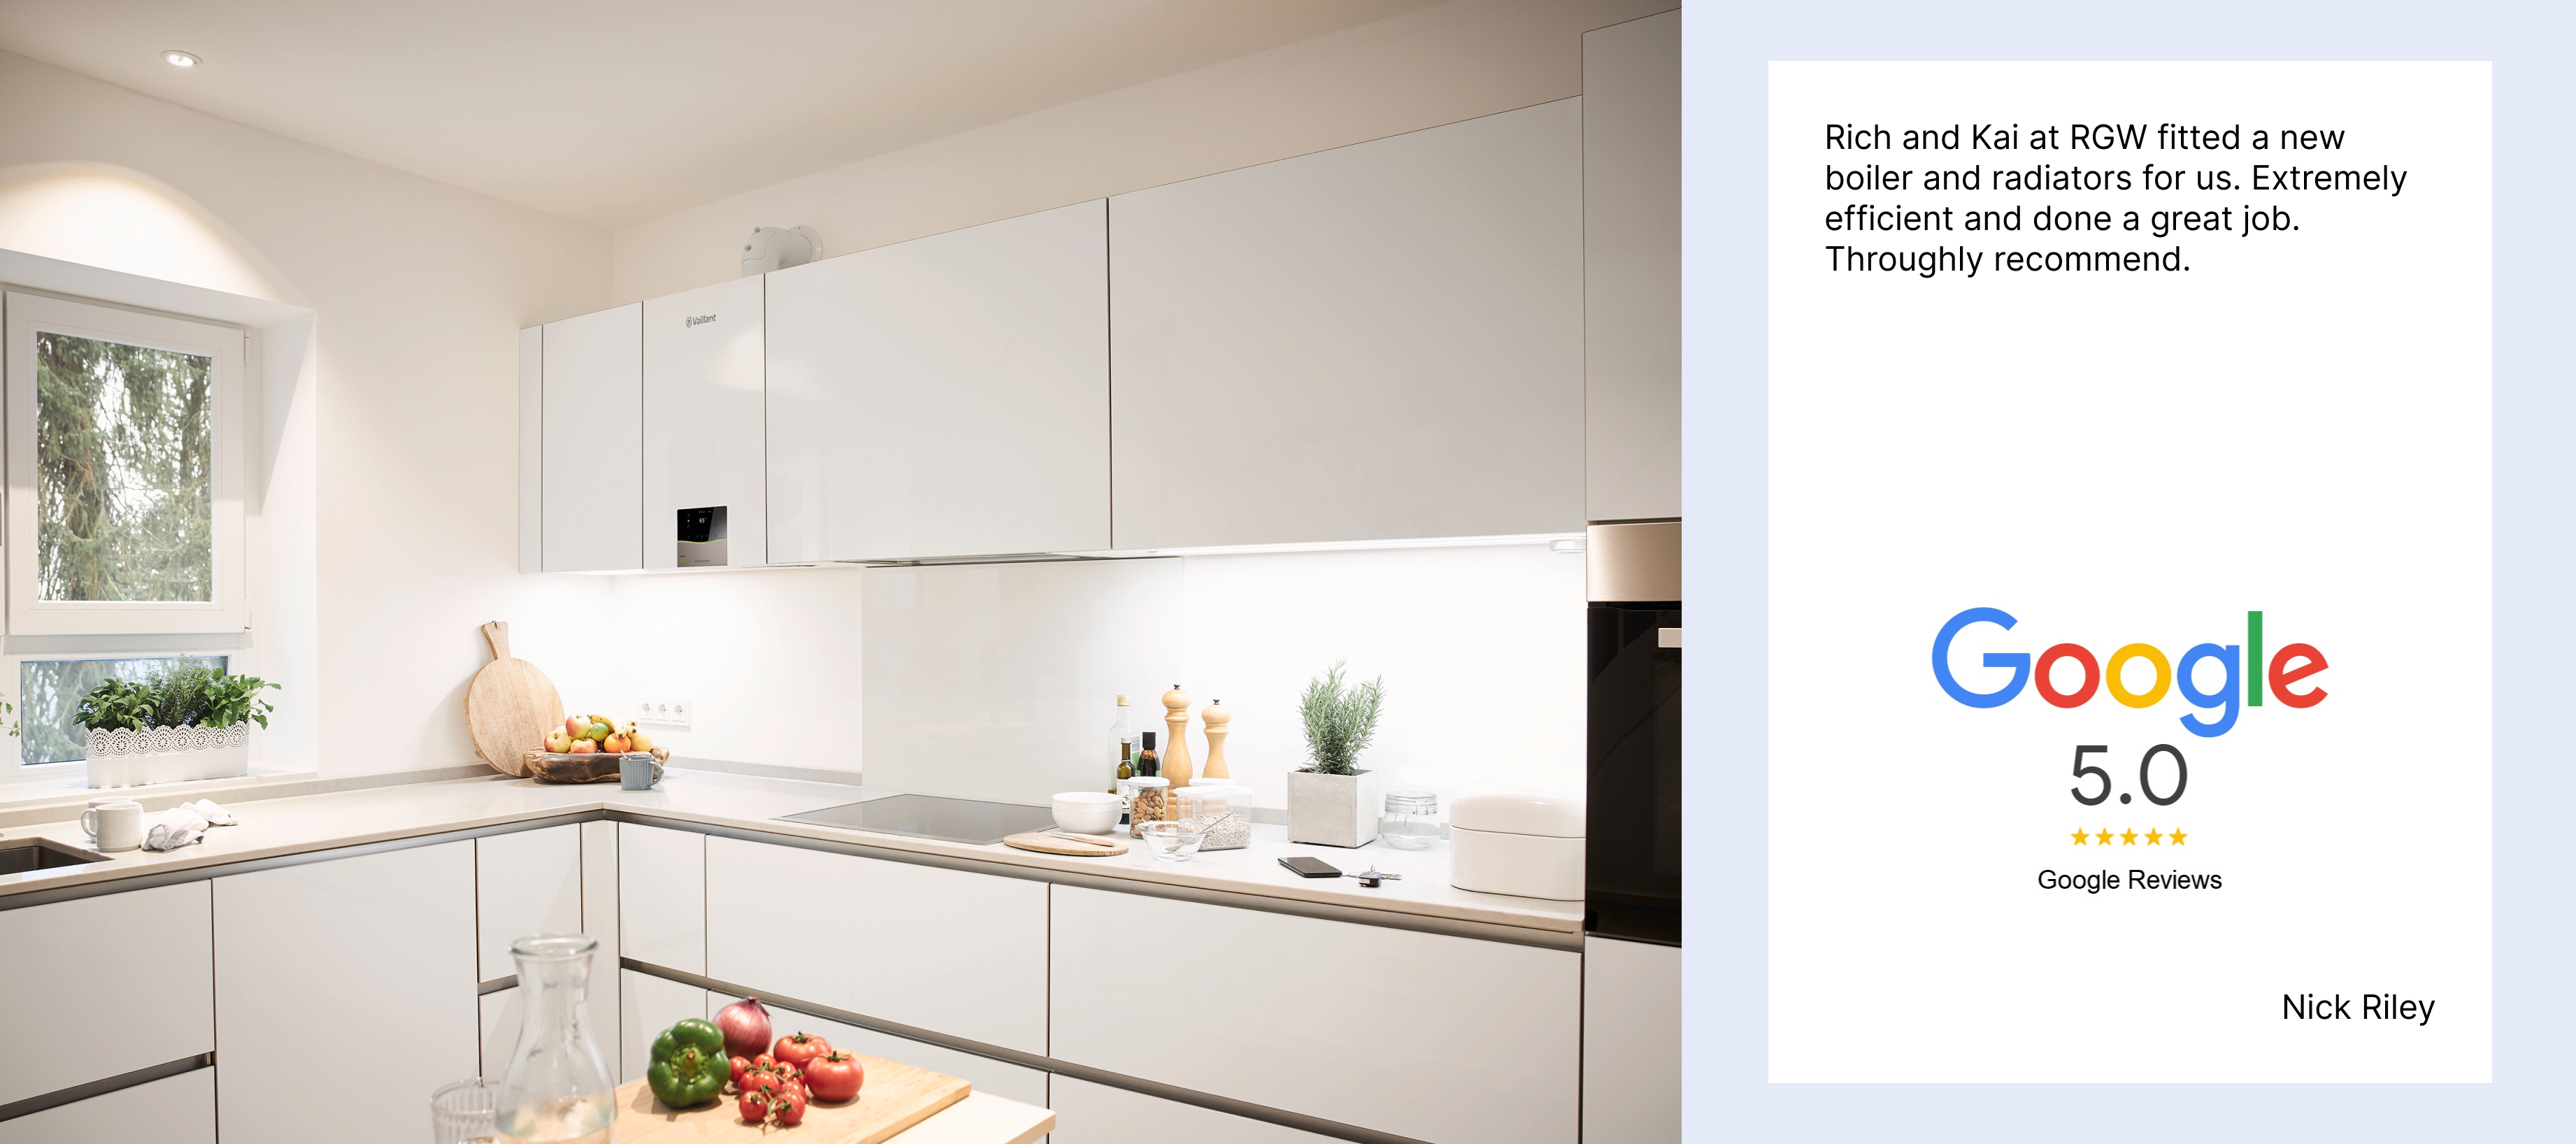 Vaillant
Rich and Kai at RGW fitted a new
boiler and radiators for us. Extremely
efficient and done a great job.
Throughly recommend.
Google
5.0
Google Reviews
Nick Riley